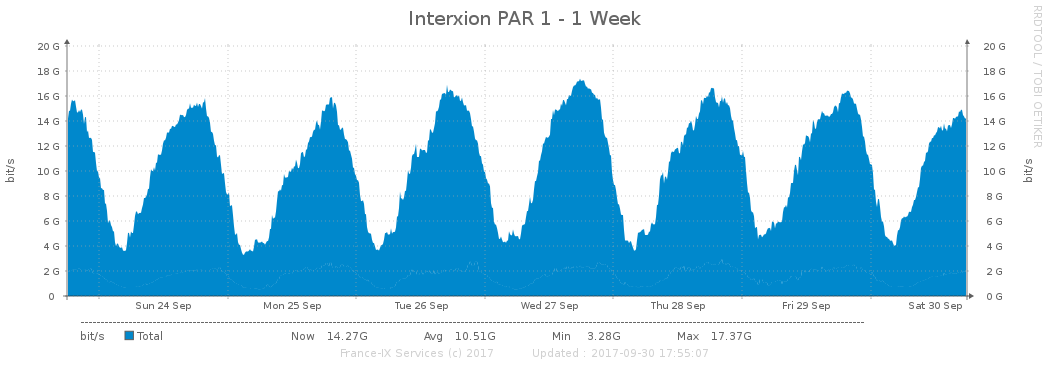 Interxion PAR 1 - 1 Week
RRDTOOL / TOBI OETIKER
20 G 20 G
18 G 18 G
16 G 16 G
14 G 14 G
12 G 12 G
10 G 10 G
8 G 8 G
6 G 6 G
4 G 4 G
2 G 2 G
0 0 G
bit/s bit/s
Sun 24 Sep Mon 25 Sep Tue 26 Sep Wed 27 Sep Thu 28 Sep Fri 29 Sep Sat 30 Sep
bit/s Total Now 14.27G Avg 10.51G Min 3.28G Max 17.37G
France-IX Services (c) 2017 Updated : 2017-09-30 17:55:07